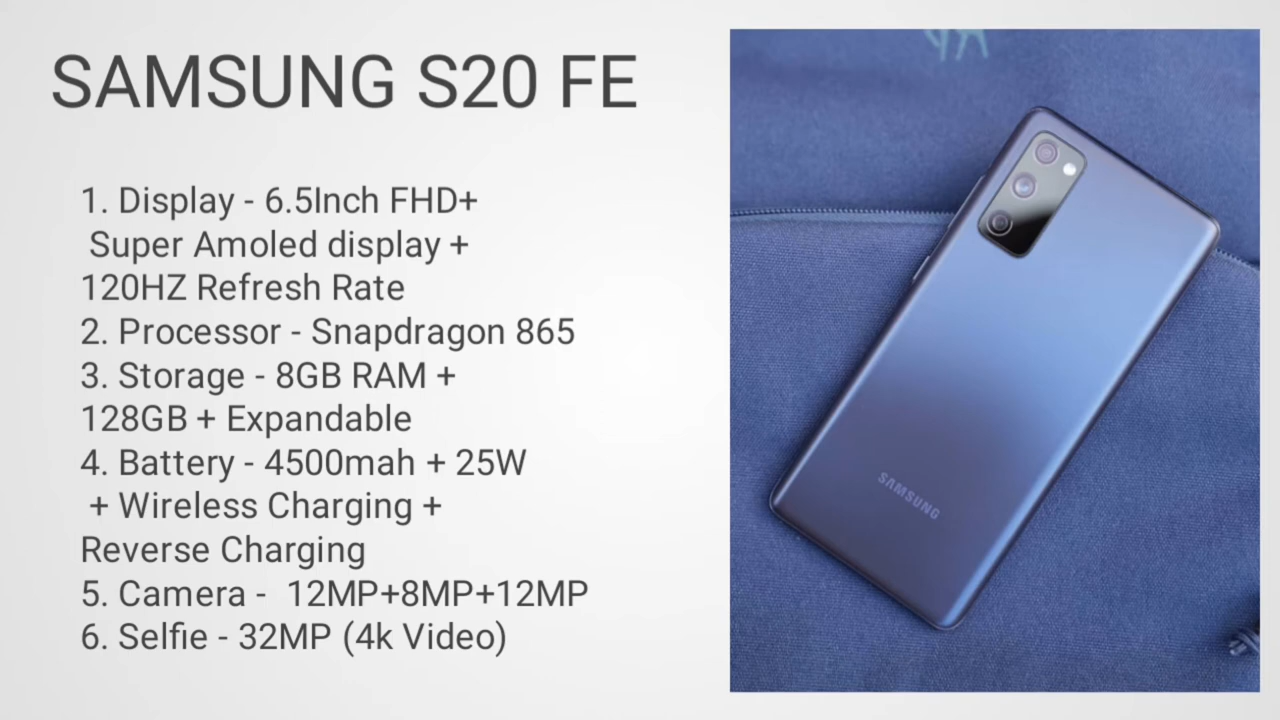 SAMSUNG S20 FE
1. Display - 6.5Inch FHD+
Super Amoled display +
120HZ Refresh Rate
2. Processor - Snapdragon 865
3. Storage - 8GB RAM +
128GB + Expandable
4. Battery - 4500mah + 25W
+ Wireless Charging +
Reverse Charging
5. Camera - 12MP+8MP+12MP
6. Selfie - 32MP (4k Video)
SAMSUNG